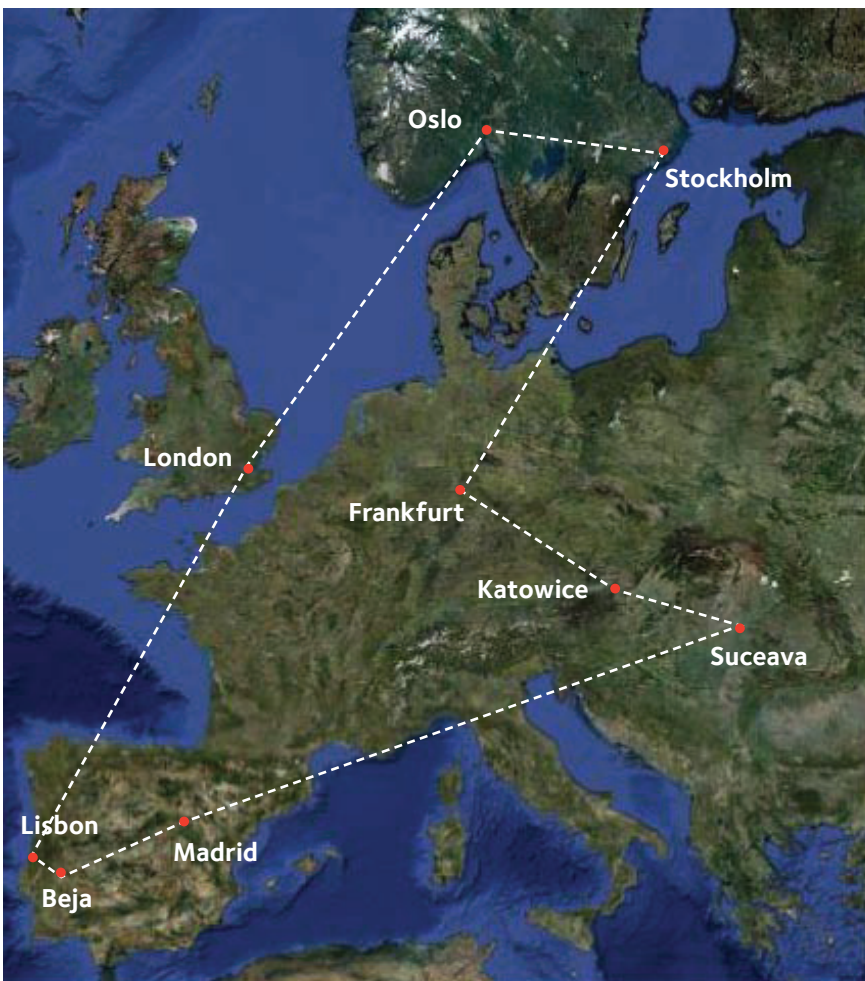 Oslo
Stockholm
London
Frankfurt
Katowice
Suceava
Lisbon
Madrid
Beja